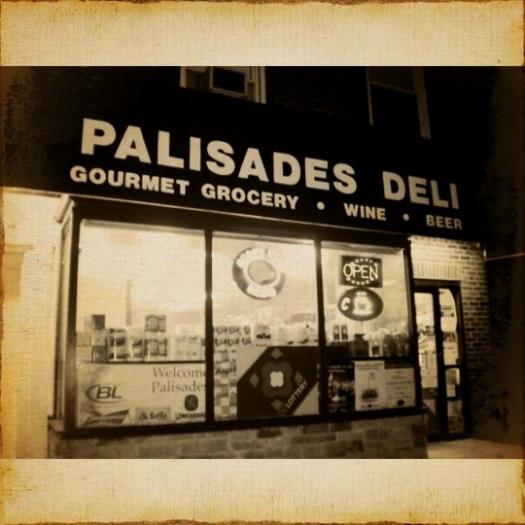 PALISADES DELI
GOURMET GROCERY • WINE • BEER
OPEN
Welcome
Palisades
BL
LOTTERY